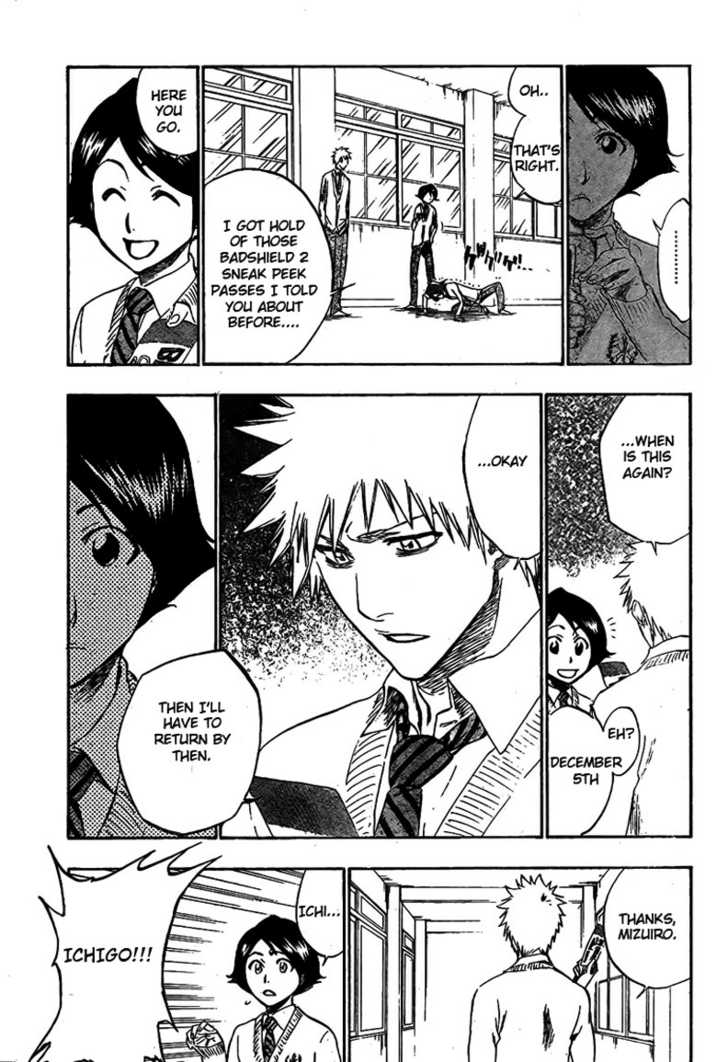 ........
OH..
THAT'S
RIGHT.
I GOT HOLD
OF THOSE
BADSHIELD 2
SNEAK PEEK
PASSES I TOLD
YOU ABOUT
BEFORE....
HERE
YOU
GO.
...WHEN
IS THIS
AGAIN?
EH?
DECEMBER
5TH
...OKAY
THEN I'LL
HAVE TO
RETURN BY
THEN.
THANKS,
MIZUIRO.
ICHI...
ICHIGO!!!